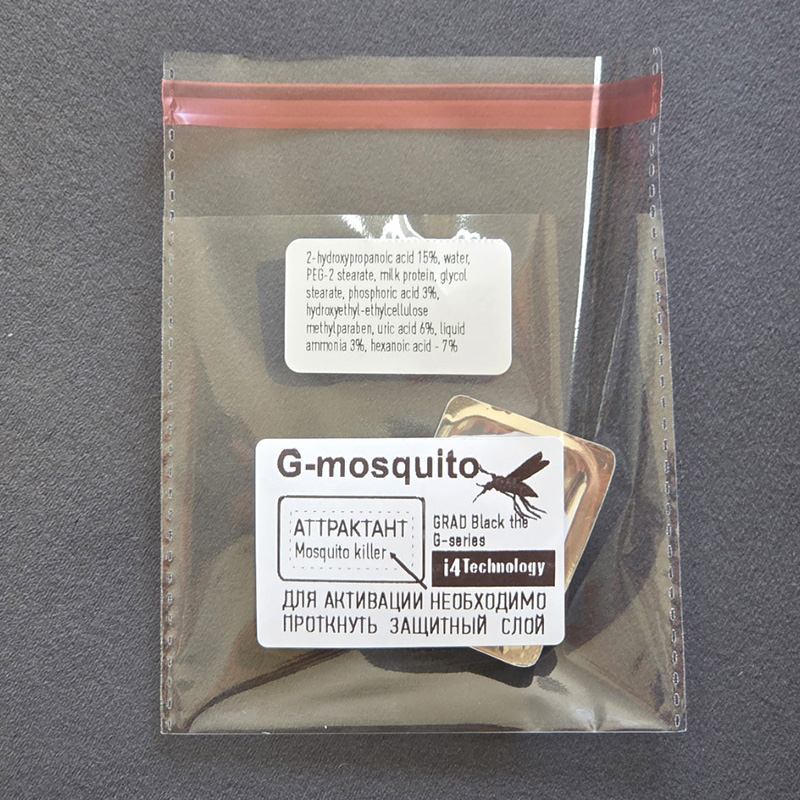 2-hydroxypropanoic acid 15%, water,
PEG-2 stearate, milk protein, glycol
stearate, phosphoric acid 3%,
hydroxyethyl-ethylcellulose
methylparaben, uric acid 6%, liquid
ammonia 3%, hexanoic acid - 7%
G-mosquito
АТТРАКТАНТ
Mosquito killer
GRAD Black the
G-series
i4Technology
ДЛЯ АКТИВАЦИИ НЕОБХОДИМО
ПРОТКНУТЬ ЗАЩИТНЫЙ СЛОЙ